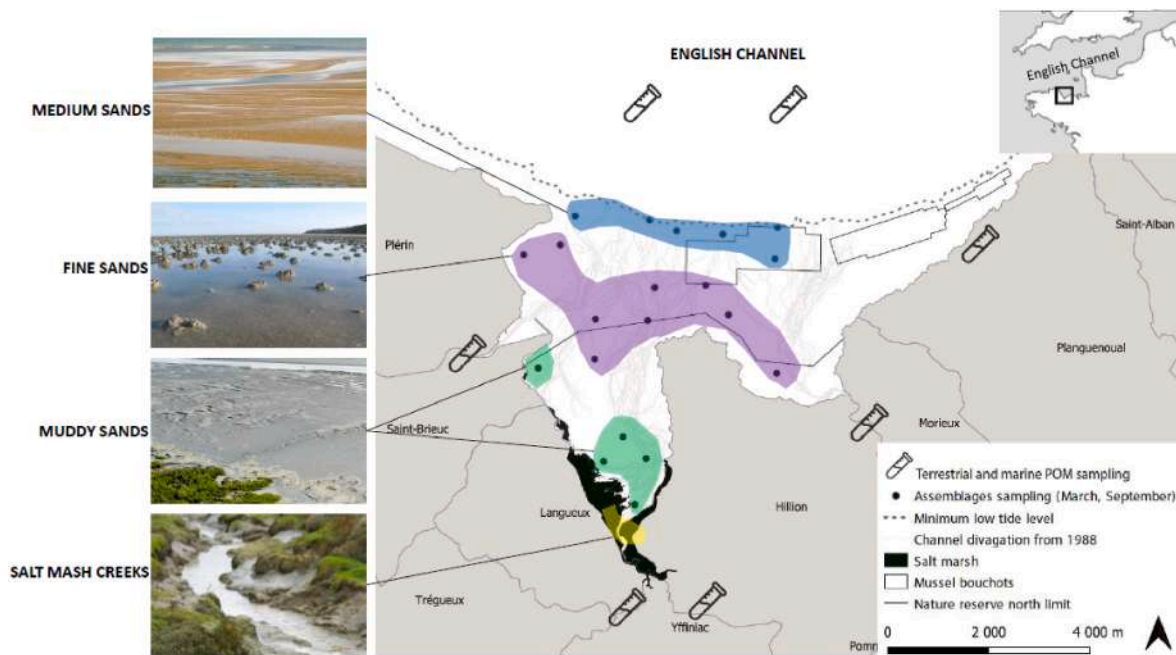 ENGLISH CHANNEL
English Channel
MEDIUM SANDS
FINE SANDS
MUDDY SANDS
SALT MASH CREEKS
Plérin
Saint-Alban
Planguenoual
Saint-Brieuc
Morieux
Langueux
Hillion
Trégueux
Yffiniac
Terrestrial and marine POM sampling
Assemblages sampling (March, September)
Minimum low tide level
Channel divagation from 1988
Salt marsh
Mussel bouchots
Nature reserve north limit
0 2 000 4 000 m